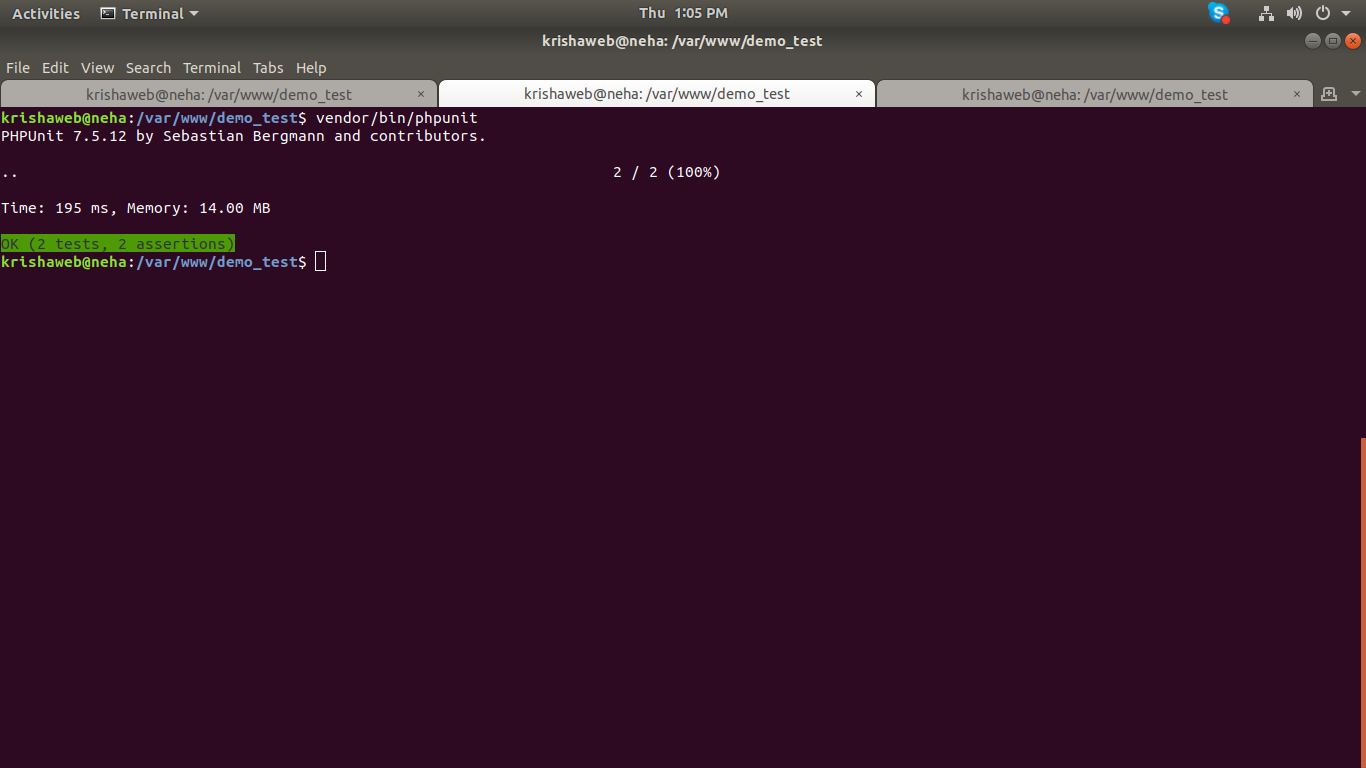 Activities Terminal Thu 1:05 PM
krishaweb@neha: /var/www/demo_test
File Edit View Search Terminal Tabs Help
krishaweb@neha: /var/www/demo_test × krishaweb@neha: /var/www/demo_test × krishaweb@neha: /var/www/demo_test ×
krishaweb@neha:/var/www/demo_test$ vendor/bin/phpunit
PHPUnit 7.5.12 by Sebastian Bergmann and contributors.
.. 2 / 2 (100%)
Time: 195 ms, Memory: 14.00 MB
OK (2 tests, 2 assertions)
krishaweb@neha:/var/www/demo_test$